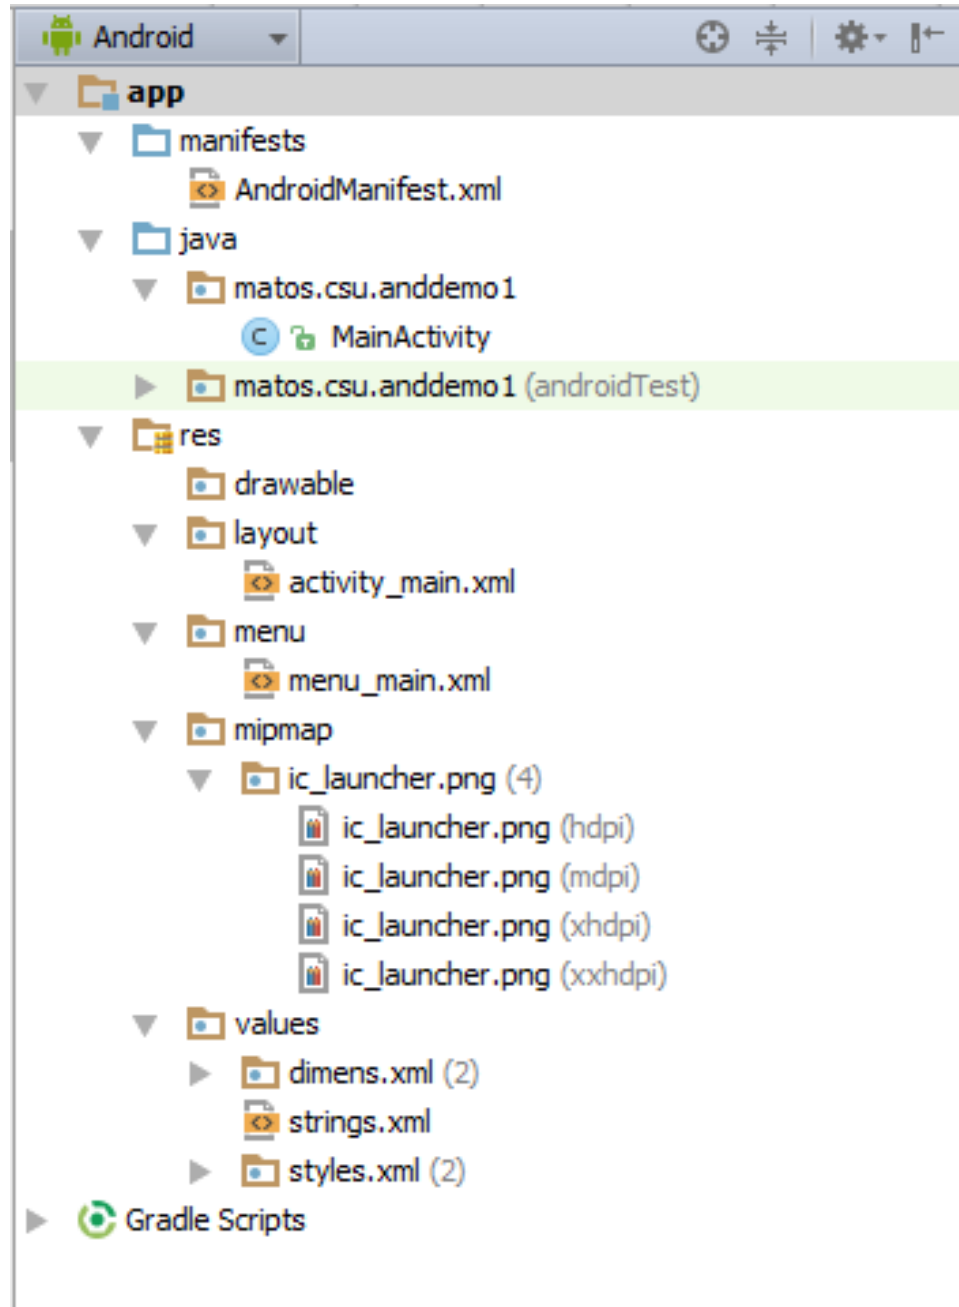 Android
app
manifests
AndroidManifest.xml
java
matos.csu.anddemo1
C MainActivity
matos.csu.anddemo1 (androidTest)
res
drawable
layout
activity_main.xml
menu
menu_main.xml
mipmap
ic_launcher.png (4)
ic_launcher.png (hdpi)
ic_launcher.png (mdpi)
ic_launcher.png (xhdpi)
ic_launcher.png (xxhdpi)
values
dimens.xml (2)
strings.xml
styles.xml (2)
Gradle Scripts